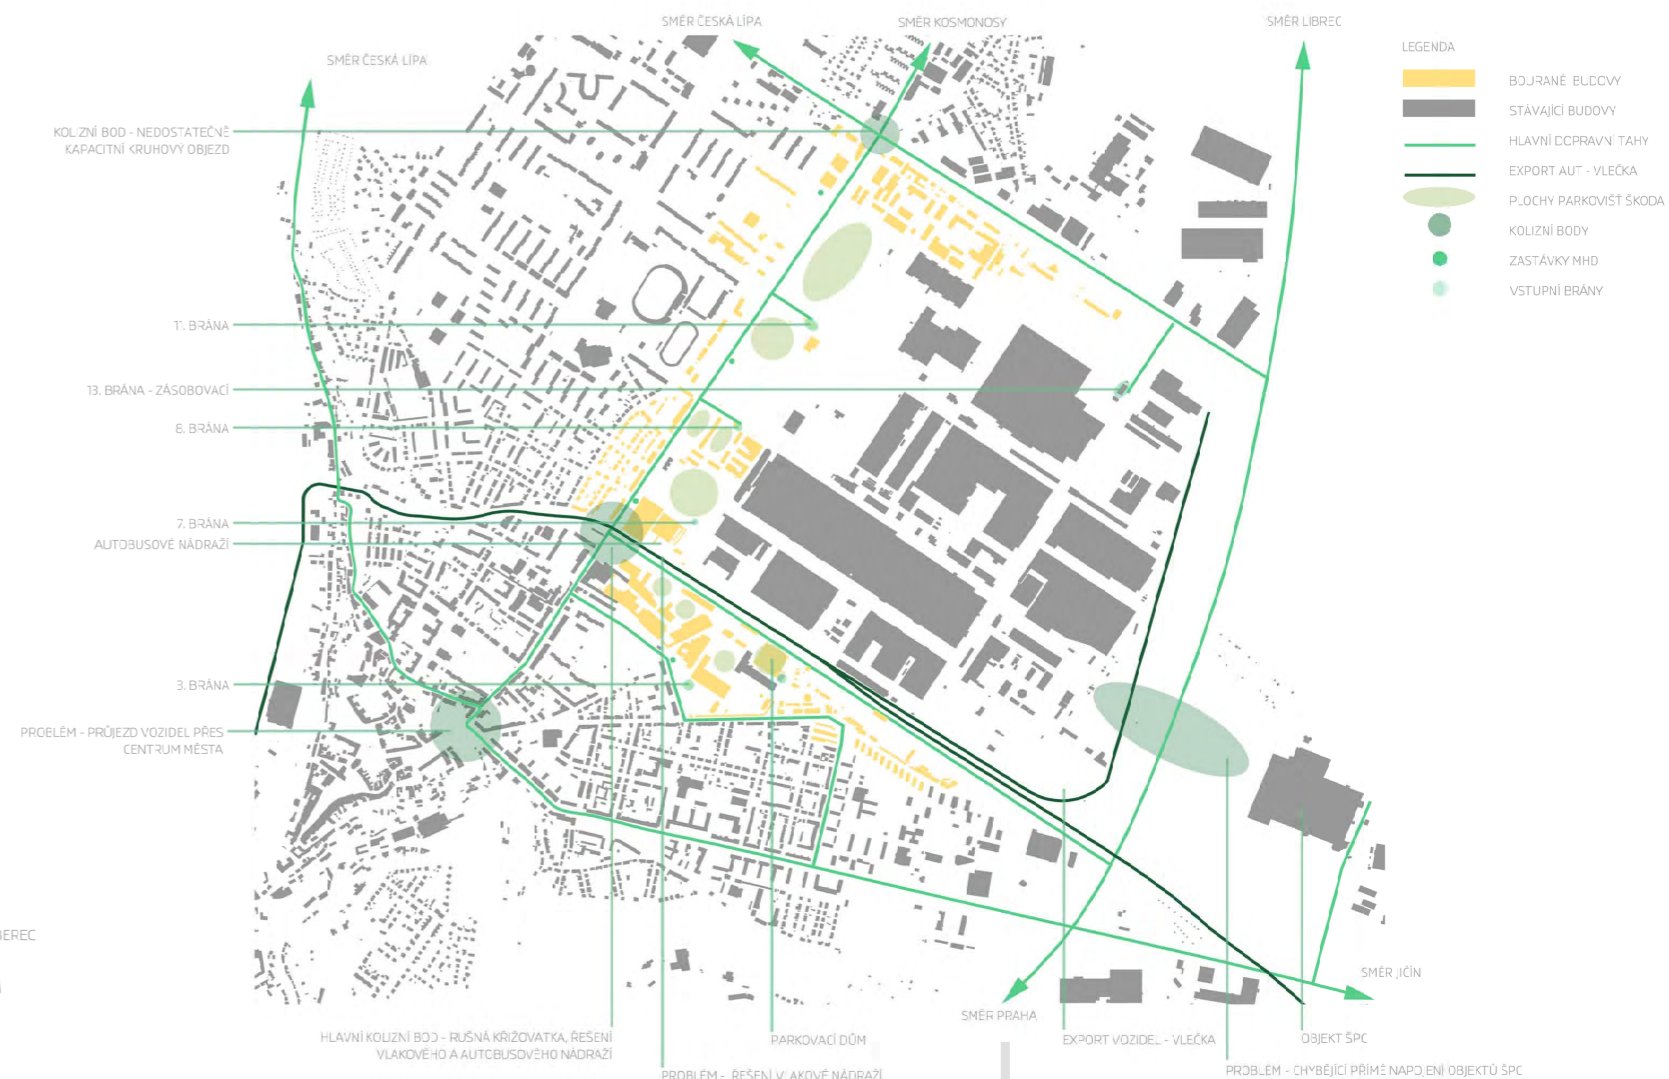 SMĚR ČESKÁ LÍPA
SMĚR KOSMONOSY
SMĚR LIBREC
SMĚR ČESKÁ LÍPA
LEGENDA
BOURANÉ BUDOVY
STÁVAJÍCÍ BUDOVY
HLAVNÍ DOPRAVNÍ TAHY
EXPORT AUT - VLEČKA
PLOCHY PARKOVIŠŤ ŠKODA
KOLIZNÍ BODY
ZASTÁVKY MHD
VSTUPNÍ BRÁNY
KOLIZNÍ BOD - NEDOSTATEČNĚ
KAPACITNÍ KRUHOVÝ OBJEZD
11. BRÁNA
13. BRÁNA - ZÁSOBOVACÍ
6. BRÁNA
7. BRÁNA
AUTOBUSOVÉ NÁDRAŽÍ
3. BRÁNA
PROBLÉM - PRŮJEZD VOZIDEL PŘES
CENTRUM MĚSTA
BEREC
SMĚR JIČÍN
SMĚR PRAHA
HLAVNÍ KOLIZNÍ BOD - RUŠNÁ KŘIŽOVATKA, ŘEŠENÍ
VLAKOVÉHO A AUTOBUSOVÉHO NÁDRAŽÍ
PARKOVACÍ DŮM
EXPORT VOZIDEL - VLEČKA
OBJEKT ŠPC
PROBLÉM - ŘEŠENÍ VLAKOVÉ NÁDRAŽÍ
PROBLÉM - CHYBĚJÍCÍ PŘÍMÉ NAPOJENÍ OBJEKTŮ ŠPC